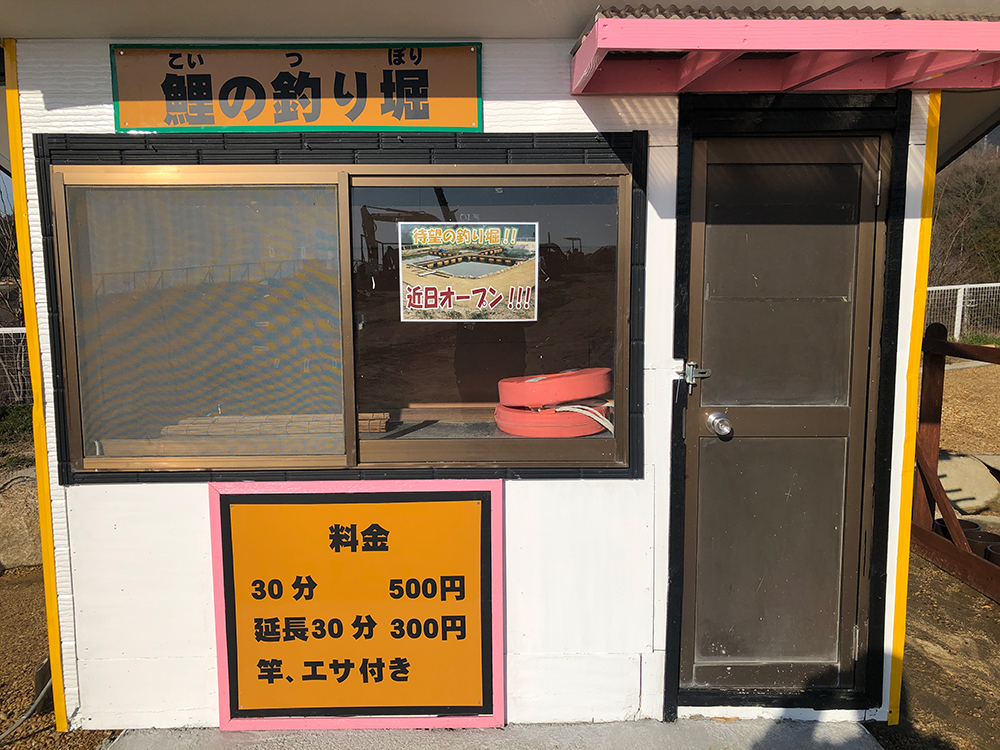 こい つ ぼり
鯉の釣り堀
待望の釣り堀!!
近日オープン!!!
料金
30分 500円
延長30分 300円
竿、エサ付き